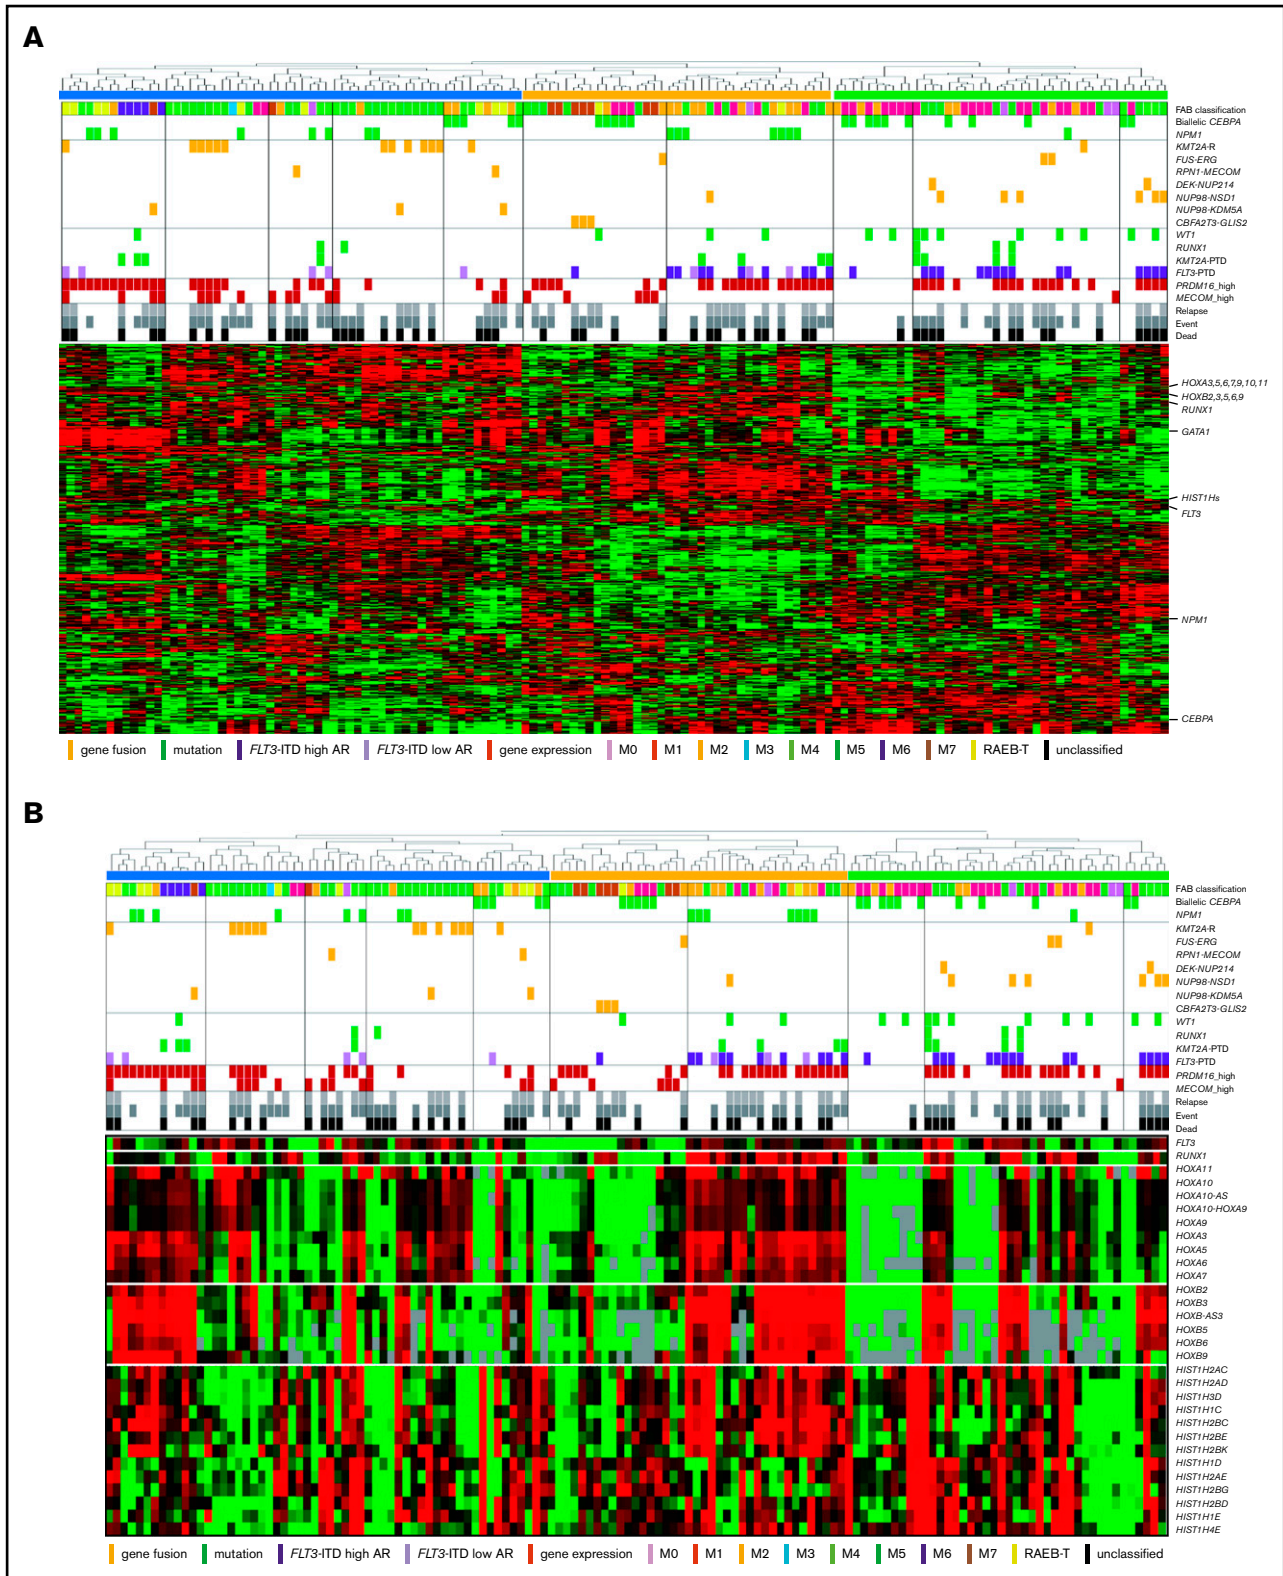 A
FAB classification
Biallelic CEBPA
NPM1
KMT2A-R
FUS-ERG
RPN1-MECOM
DEK-NUP214
NUP98-NSD1
NUP98-KDM5A
CBFA2T3-GLIS2
WT1
RUNX1
KMT2A-PTD
FLT3-PTD
PRDM16_high
MECOM_high
Relapse
Event
Dead
HOXA3,5,6,7,9,10,11
HOXB2,3,5,6,9
RUNX1
GATA1
HIST1Hs
FLT3
NPM1
CEBPA
gene fusion mutation FLT3-ITD high AR FLT3-ITD low AR gene expression M0 M1 M2 M3 M4 M5 M6 M7 RAEB-T unclassified
B
FAB classification
Biallelic CEBPA
NPM1
KMT2A-R
FUS-ERG
RPN1-MECOM
DEK-NUP214
NUP98-NSD1
NUP98-KDM5A
CBFA2T3-GLIS2
WT1
RUNX1
KMT2A-PTD
FLT3-PTD
PRDM16_high
MECOM_high
Relapse
Event
Dead
FLT3
RUNX1
HOXA11
HOXA10
HOXA10-AS
HOXA10-HOXA9
HOXA9
HOXA3
HOXA5
HOXA6
HOXA7
HOXB2
HOXB3
HOXB-AS3
HOXB5
HOXB6
HOXB9
HIST1H2AC
HIST1H2AD
HIST1H3D
HIST1H1C
HIST1H2BC
HIST1H2BE
HIST1H2BK
HIST1H1D
HIST1H2AE
HIST1H2BG
HIST1H2BD
HIST1H1E
HIST1H4E
gene fusion mutation FLT3-ITD high AR FLT3-ITD low AR gene expression M0 M1 M2 M3 M4 M5 M6 M7 RAEB-T unclassified